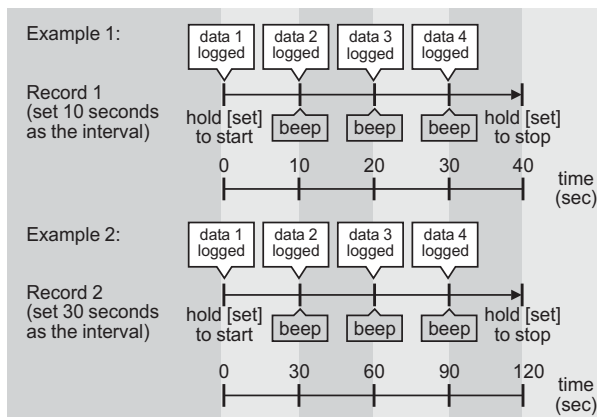 Example 1:
data 1 logged
data 2 logged
data 3 logged
data 4 logged
Record 1
(set 10 seconds
as the interval)
hold [set]
to start
beep
beep
beep
hold [set]
to stop
0 10 20 30 40
time
(sec)
Example 2:
data 1 logged
data 2 logged
data 3 logged
data 4 logged
Record 2
(set 30 seconds
as the interval)
hold [set]
to start
beep
beep
beep
hold [set]
to stop
0 30 60 90 120
time
(sec)